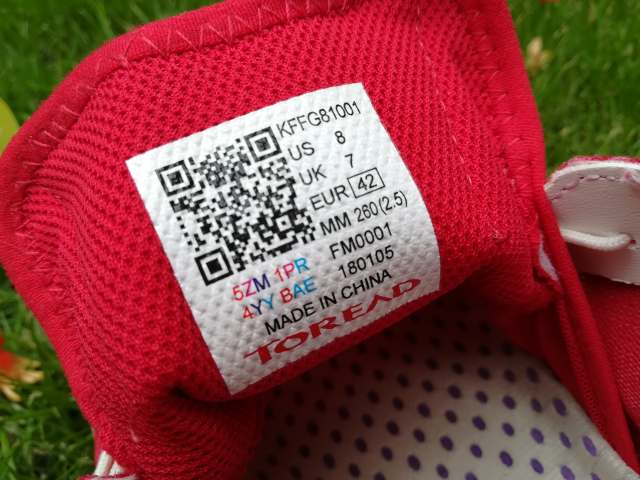 KFFG81001
US 8
UK 7
EUR 42
MM 260(2.5)
5ZM 1PR FM0001
4YY BAE 180105
MADE IN CHINA
TOREAD